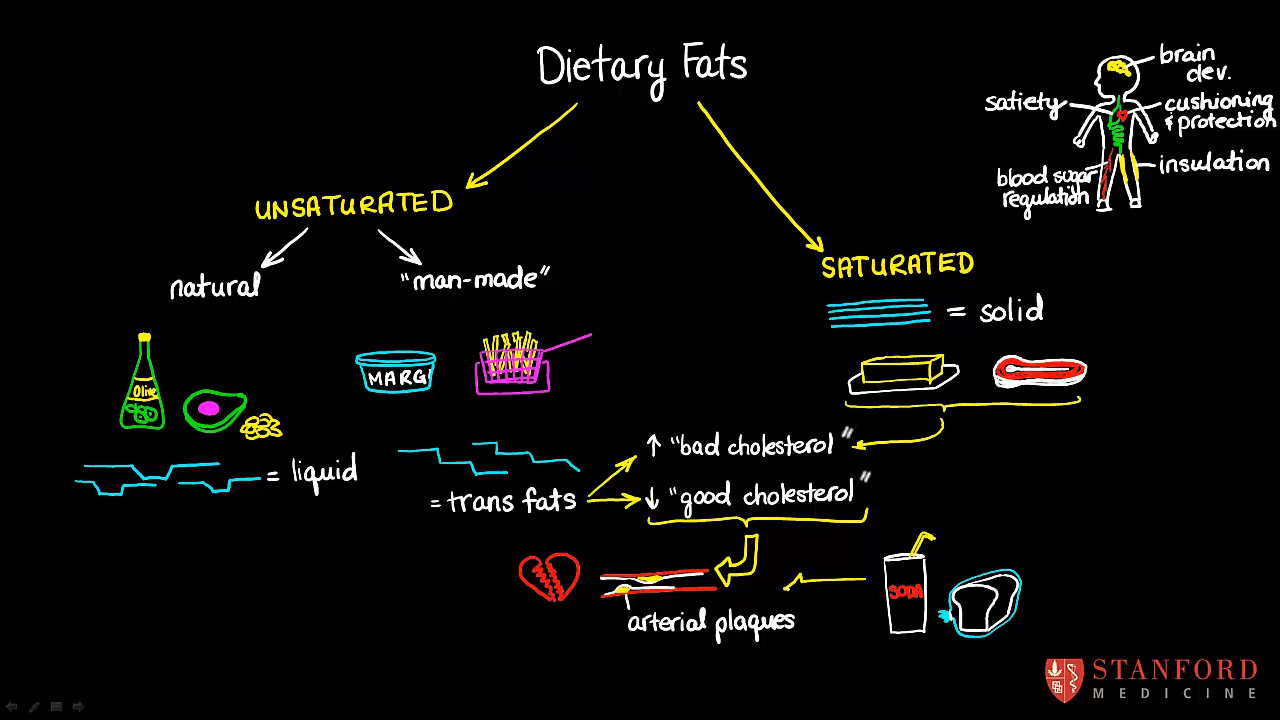 Dietary Fats
brain
dev.
satiety
cushioning
& protection
insulation
blood sugar
regulation
UNSATURATED
natural
"man-made"
SATURATED
= solid
Olive
MARG
= liquid
= trans fats
↑ "bad cholesterol"
↓ "good cholesterol"
arterial plaques
SODA
STANFORD
MEDICINE